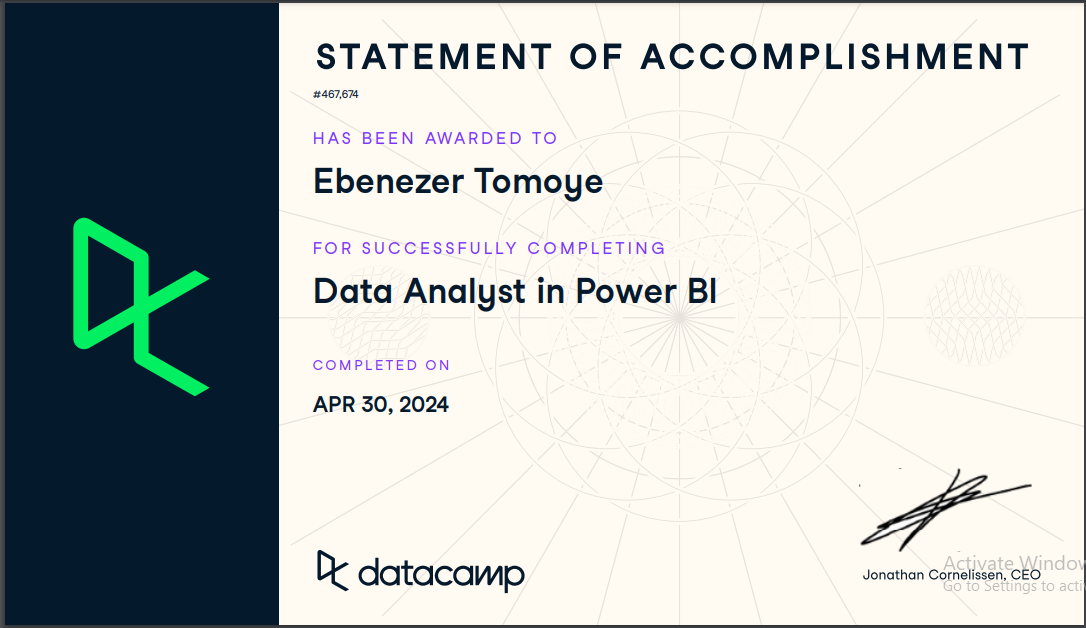 STATEMENT OF ACCOMPLISHMENT
#467,674
HAS BEEN AWARDED TO
Ebenezer Tomoye
FOR SUCCESSFULLY COMPLETING
Data Analyst in Power BI
COMPLETED ON
APR 30, 2024
datacamp
Jonathan Cornelissen, CEO
Activate Window
Go to Settings to acti